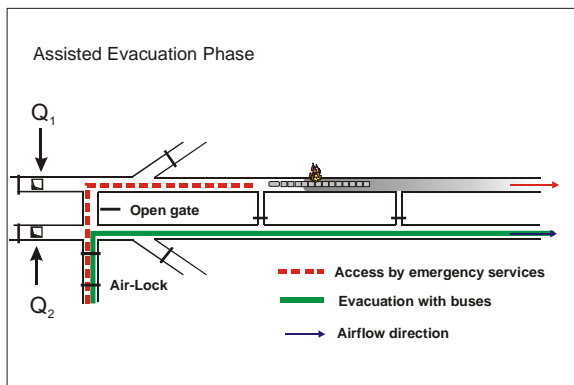 Assisted Evacuation Phase
Q1
Open gate
Air-Lock
Q2
Access by emergency services
Evacuation with buses
Airflow direction